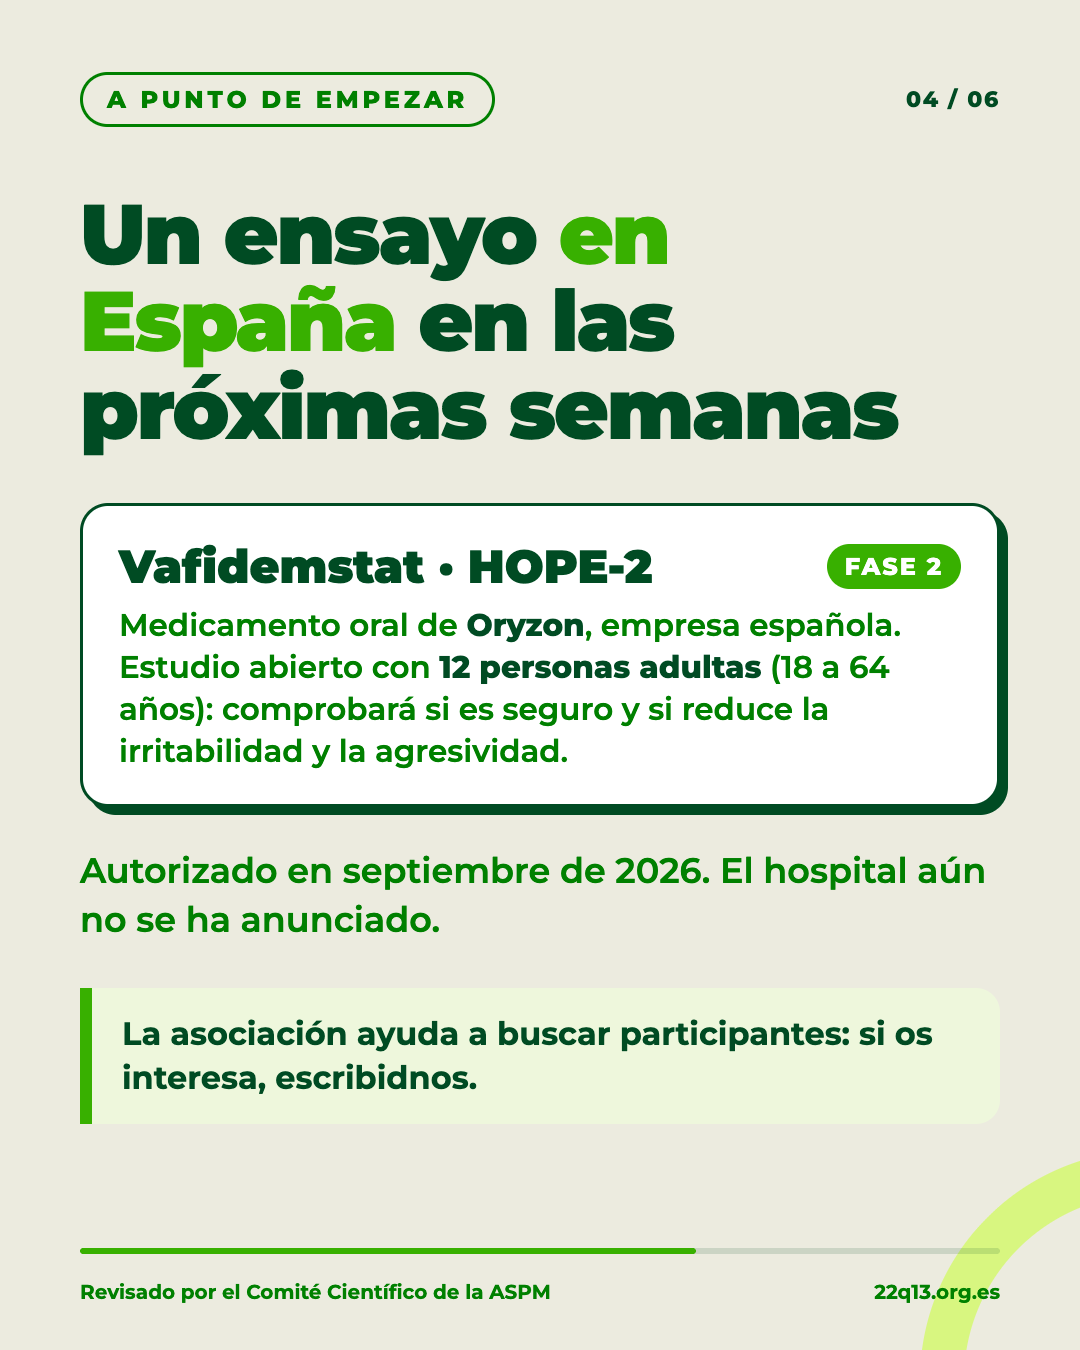 A PUNTO DE EMPEZAR
04 / 06
Un ensayo en
España en las
próximas semanas
Vafidemstat · HOPE-2
FASE 2
Medicamento oral de Oryzon, empresa española.
Estudio abierto con 12 personas adultas (18 a 64
años): comprobará si es seguro y si reduce la
irritabilidad y la agresividad.
Autorizado en septiembre de 2026. El hospital aún
no se ha anunciado.
La asociación ayuda a buscar participantes: si os
interesa, escribidnos.
Revisado por el Comité Científico de la ASPM
22q13.org.es